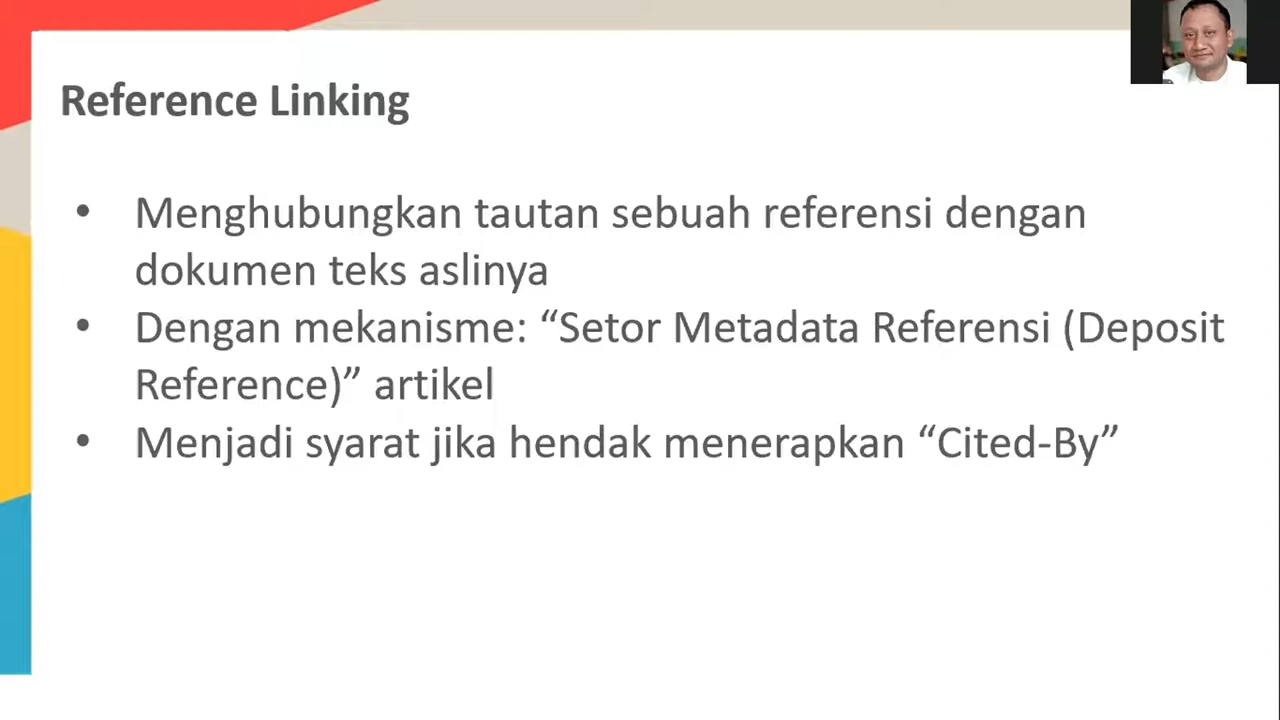 Reference Linking
• Menghubungkan tautan sebuah referensi dengan
dokumen teks aslinya
• Dengan mekanisme: “Setor Metadata Referensi (Deposit
Reference)” artikel
• Menjadi syarat jika hendak menerapkan “Cited-By”